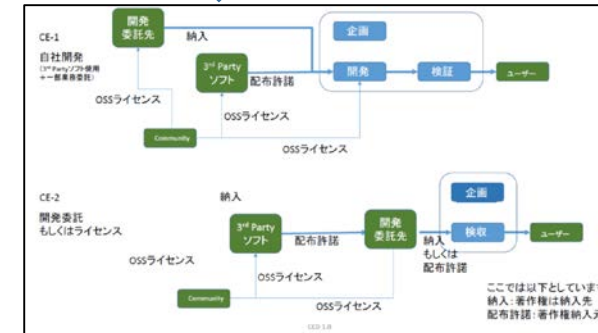 CE-1
自社開発
(3rd Partyソフト使用
+一部業務委託)
開発
委託先
納入
3rd Party
ソフト
配布許諾
企画
開発
検証
ユーザー
OSSライセンス
OSSライセンス
Community
OSSライセンス
CE-2
開発委託
もしくはライセンス
納入
3rd Party
ソフト
配布許諾
開発
委託先
納入
もしくは
配布許諾
企画
検収
ユーザー
OSSライセンス
OSSライセンス
Community
OSSライセンス
ここでは以下としています
納入:著作権は納入先
配布許諾:著作権納入元